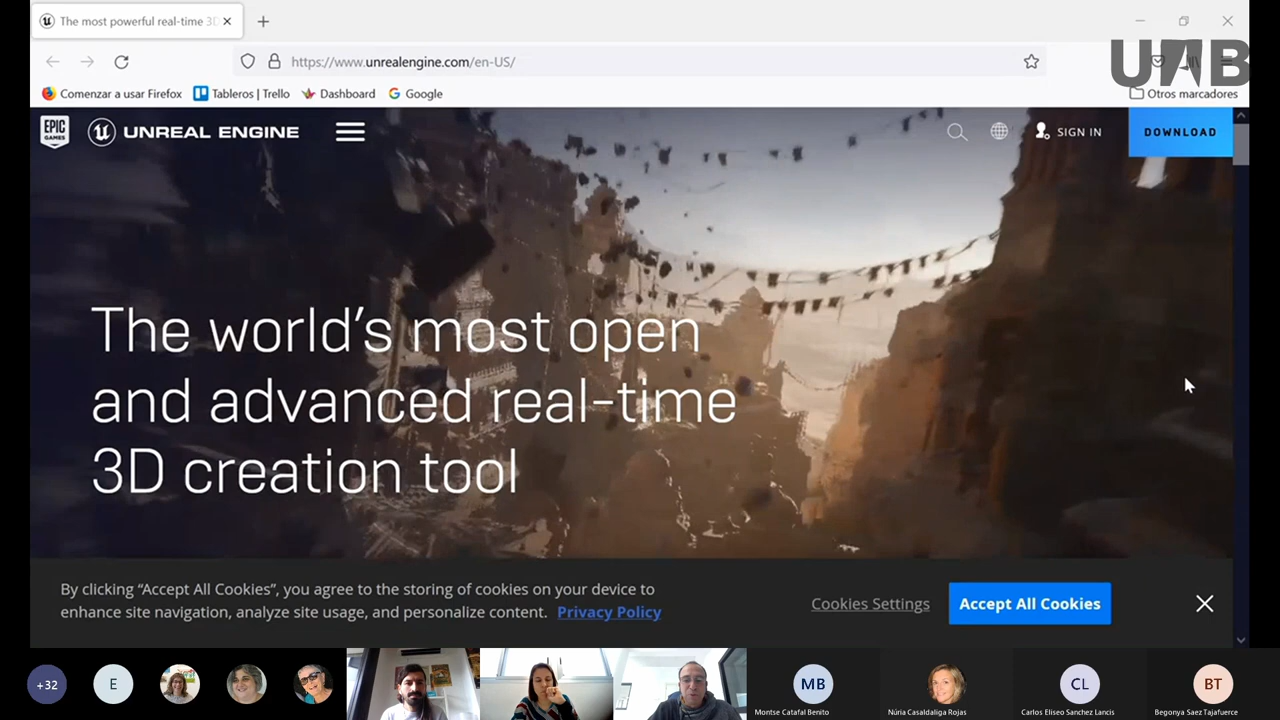 The most powerful real-time 3D
https://www.unrealengine.com/en-US/
UAB
Comenzar a usar Firefox
Tableros | Trello
Dashboard
Google
Otros marcadores
EPIC GAMES
UNREAL ENGINE
SIGN IN
DOWNLOAD
The world's most open
and advanced real-time
3D creation tool
By clicking “Accept All Cookies”, you agree to the storing of cookies on your device to
enhance site navigation, analyze site usage, and personalize content. Privacy Policy
Cookies Settings
Accept All Cookies
+32
E
MB
Montse Catafal Benito
Núria Casaldaliga Rojas
CL
Carlos Eliseo Sanchez Lancis
BT
Begonya Saez Tajafuerce